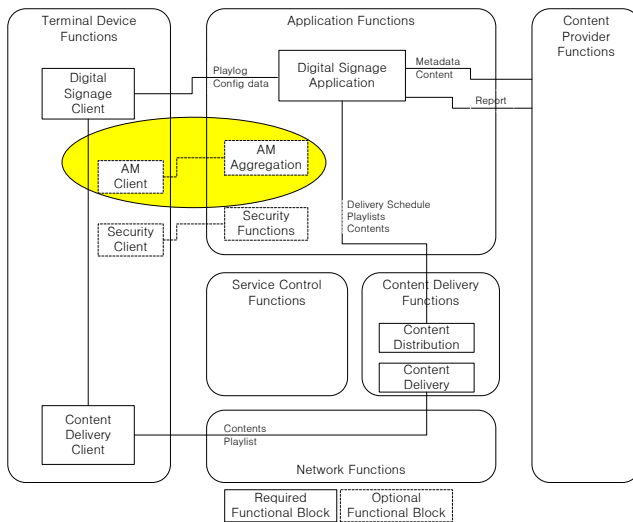 Terminal Device
Functions
Application Functions
Content
Provider
Functions
Digital
Signage
Client
Playlog
Config data
Digital Signage
Application
Metadata
Content
Report
AM
Client
AM
Aggregation
Security
Client
Security
Functions
Delivery Schedule
Playlists
Contents
Service Control
Functions
Content Delivery
Functions
Content
Distribution
Content
Delivery
Content
Delivery
Client
Contents
Playlist
Network Functions
Required
Functional Block
Optional
Functional Block